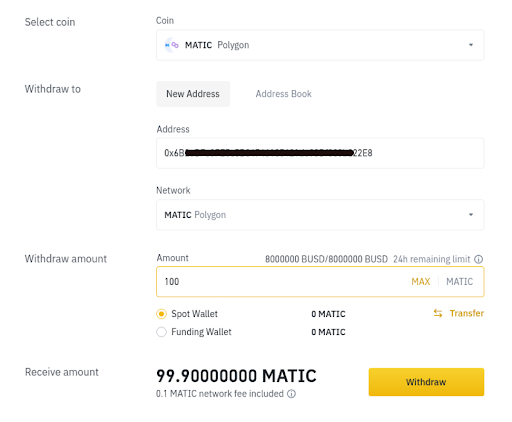 Select coin
Coin
MATIC Polygon
Withdraw to
New Address
Address Book
Address
0x6B 22E8
Network
MATIC Polygon
Withdraw amount
Amount
8000000 BUSD/8000000 BUSD 24h remaining limit
100
MAX
MATIC
Spot Wallet 0 MATIC
Transfer
Funding Wallet 0 MATIC
Receive amount
99.90000000 MATIC
0.1 MATIC network fee included
Withdraw